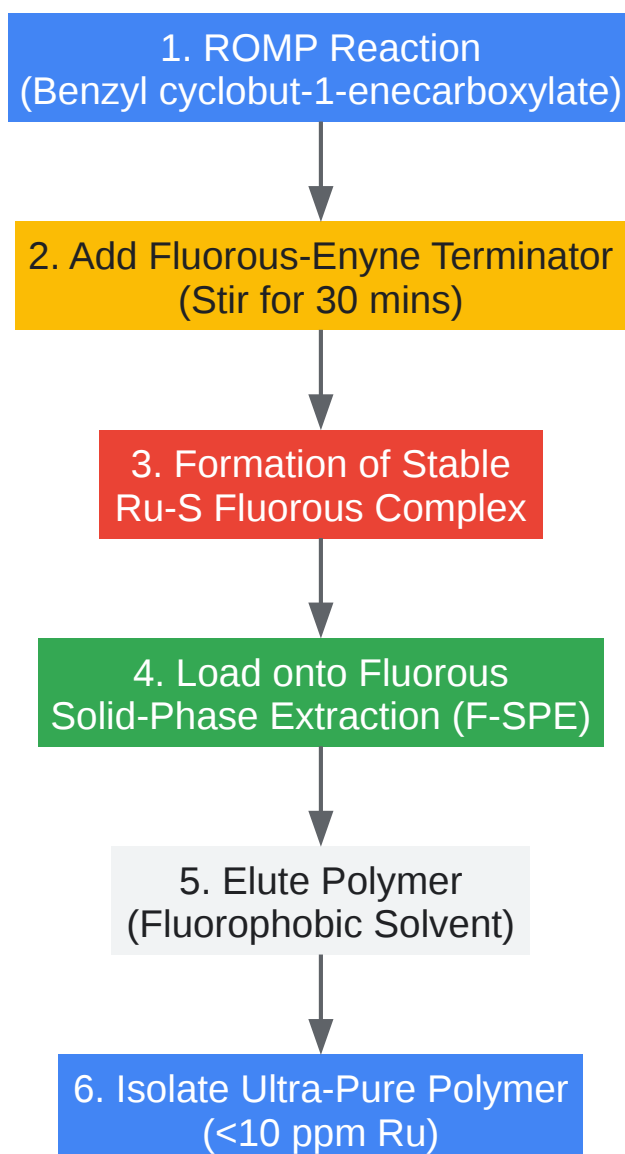 1. ROMP Reaction
(Benzyl cyclobut-1-enecarboxylate)
2. Add Fluorous-Enyne Terminator
(Stir for 30 mins)
3. Formation of Stable
Ru-S Fluorous Complex
4. Load onto Fluorous
Solid-Phase Extraction (F-SPE)
5. Elute Polymer
(Fluorophobic Solvent)
6. Isolate Ultra-Pure Polymer
(<10 ppm Ru)